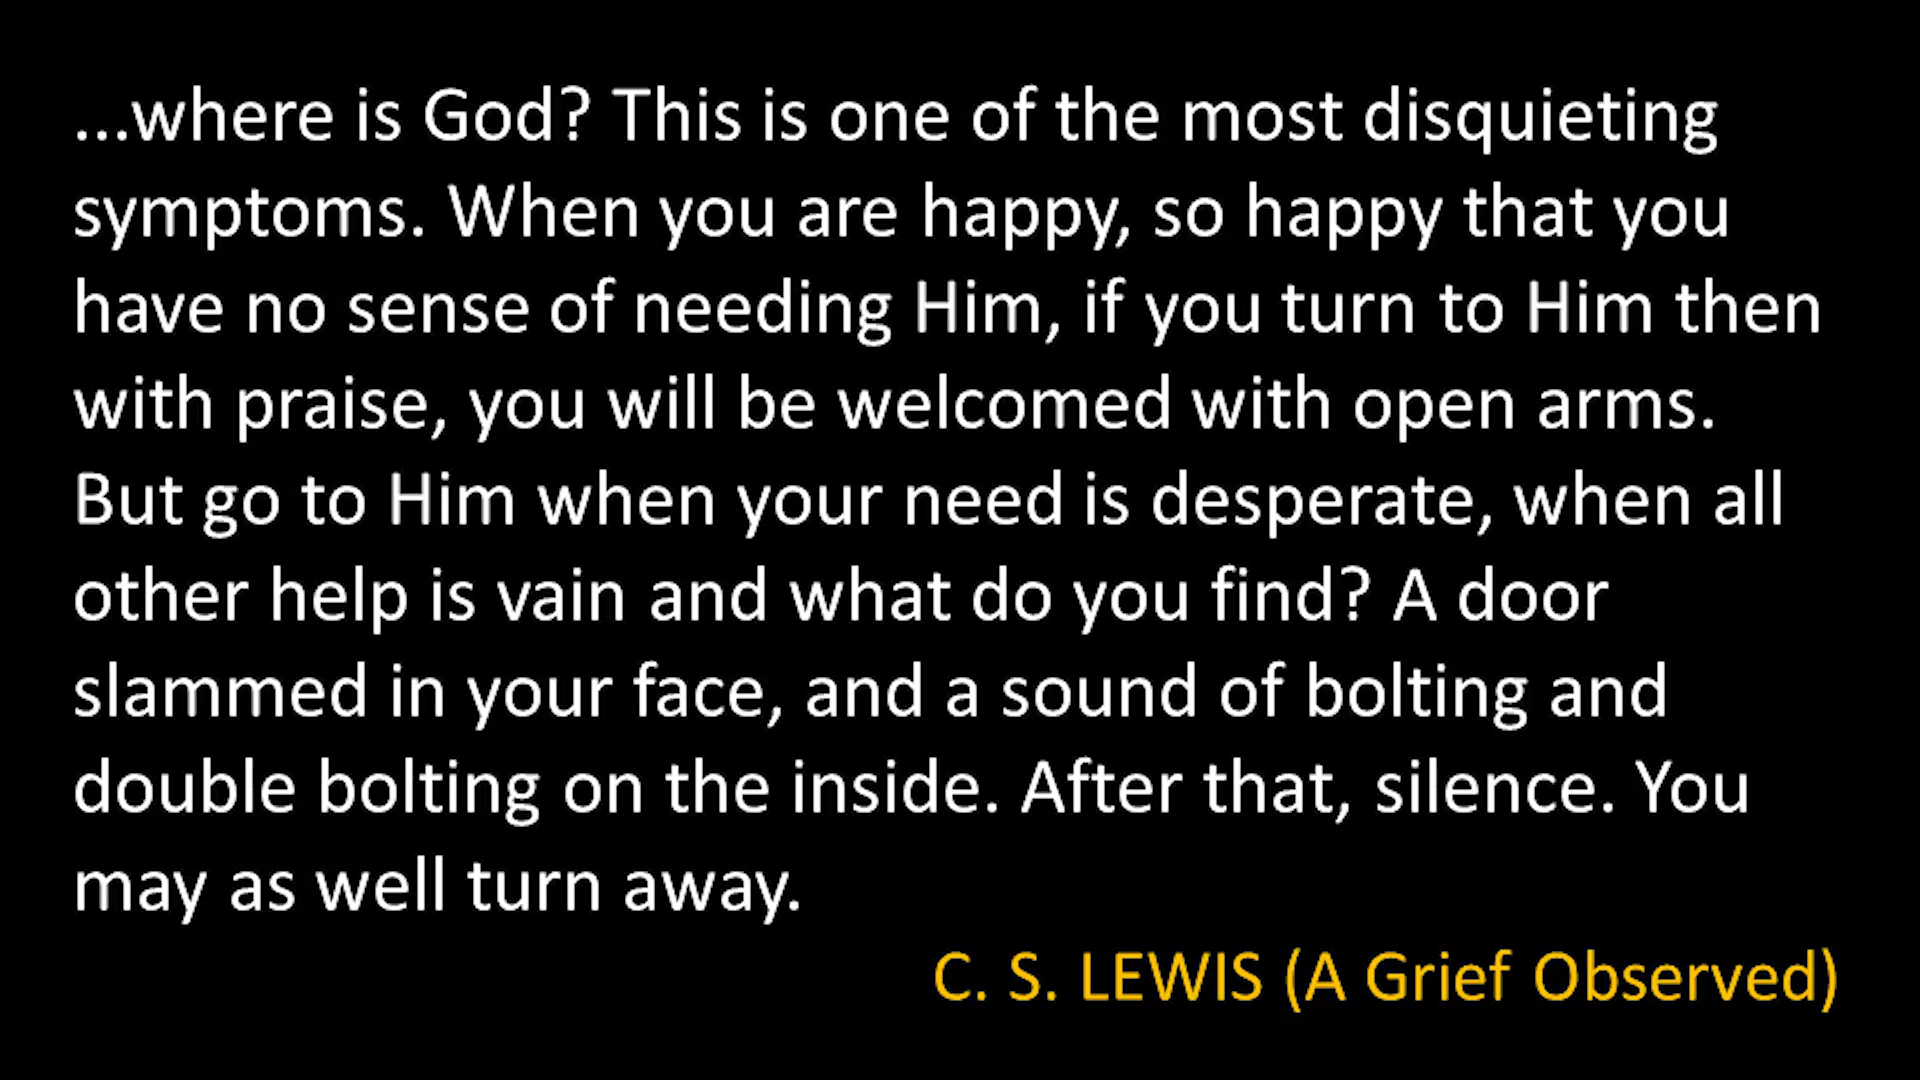 ...where is God? This is one of the most disquieting
symptoms. When you are happy, so happy that you
have no sense of needing Him, if you turn to Him then
with praise, you will be welcomed with open arms.
But go to Him when your need is desperate, when all
other help is vain and what do you find? A door
slammed in your face, and a sound of bolting and
double bolting on the inside. After that, silence. You
may as well turn away.
C. S. LEWIS (A Grief Observed)